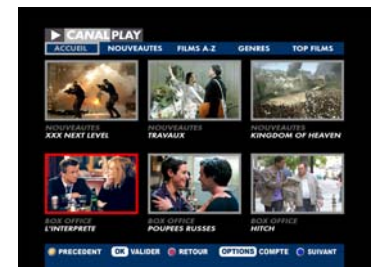 CANALPLAY
ACCUEIL NOUVEAUTES FILMS A-Z GENRES TOP FILMS
NOUVEAUTES NOUVEAUTES NOUVEAUTES
XXX NEXT LEVEL TRAVAUX KINGDOM OF HEAVEN
BOX OFFICE BOX OFFICE BOX OFFICE
L'INTERPRETE POUPEES RUSSES HITCH
PRECEDENT OK VALIDER RETOUR OPTIONS COMPTE SUIVANT